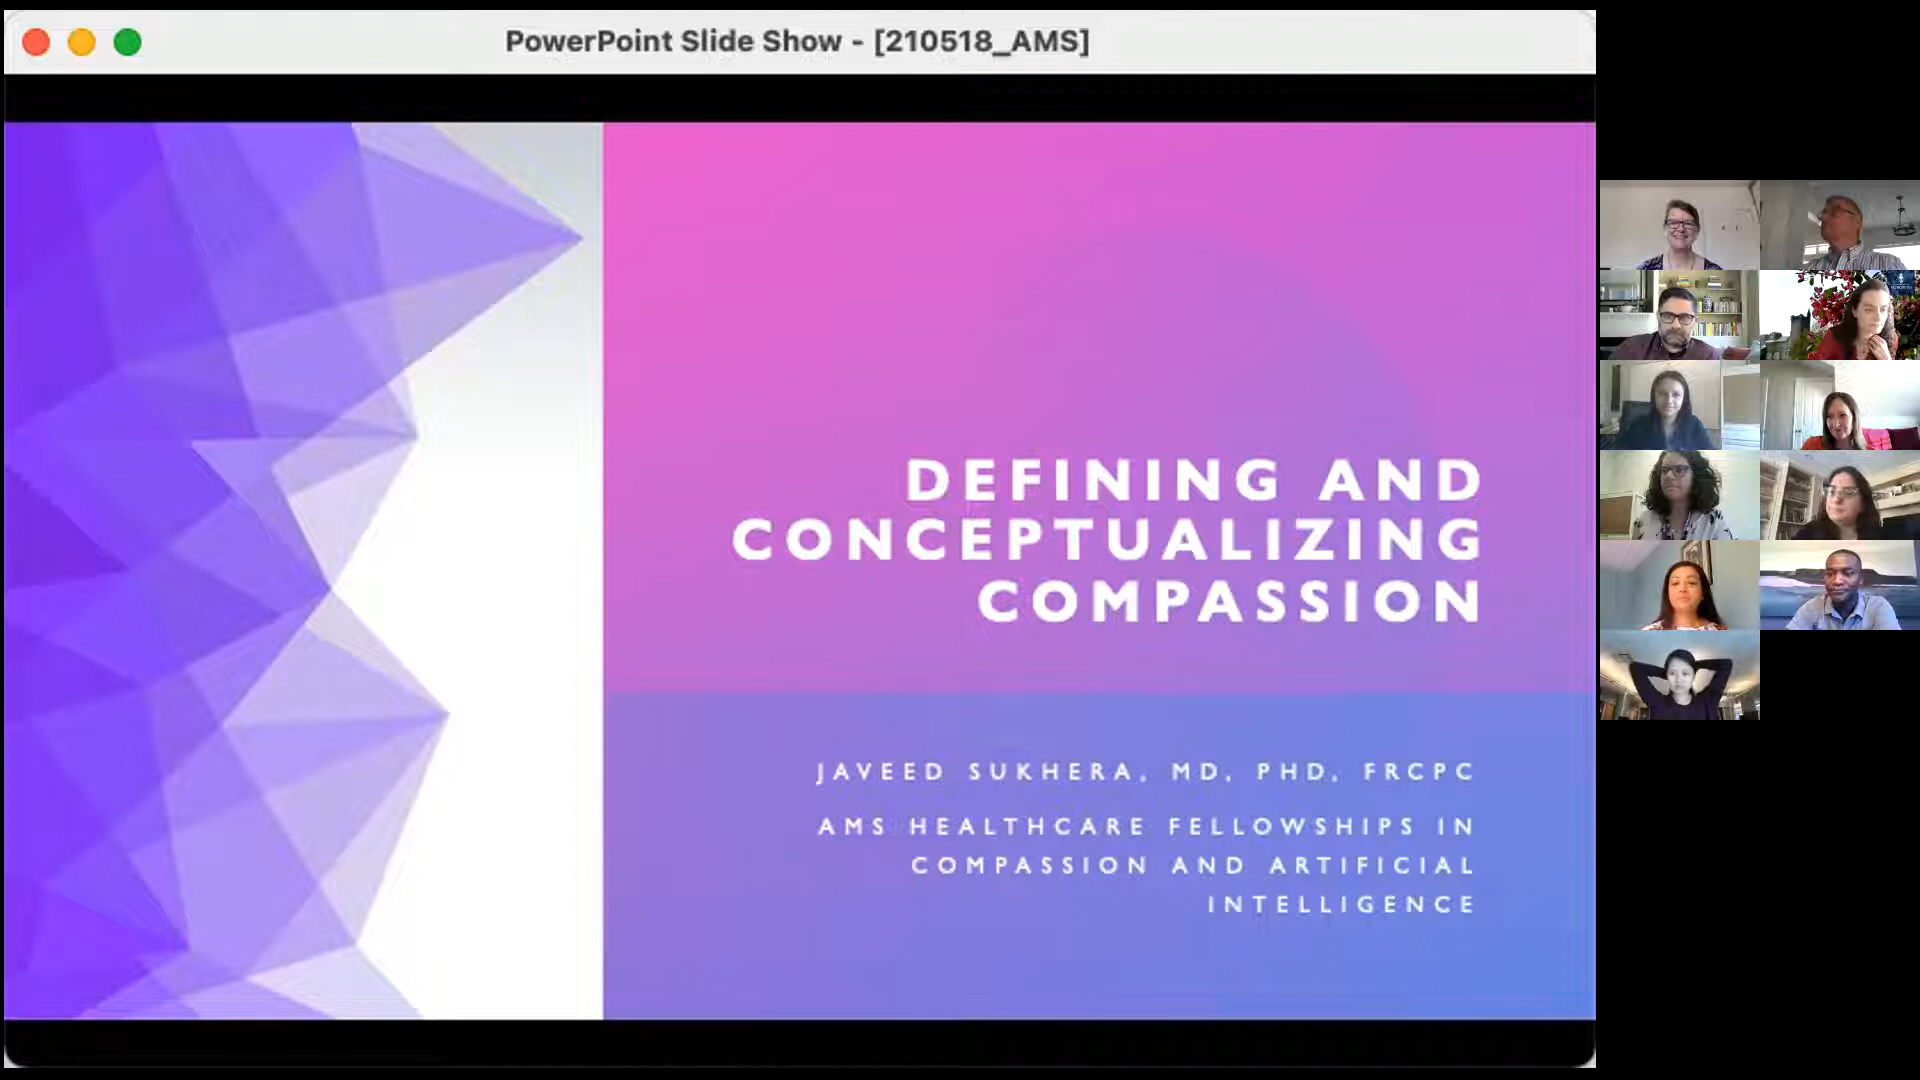 PowerPoint Slide Show - [210518_AMS]
DEFINING AND
CONCEPTUALIZING
COMPASSION
JAVEED SUKHERA, MD, PHD, FRCPC
AMS HEALTHCARE FELLOWSHIPS IN
COMPASSION AND ARTIFICIAL
INTELLIGENCE